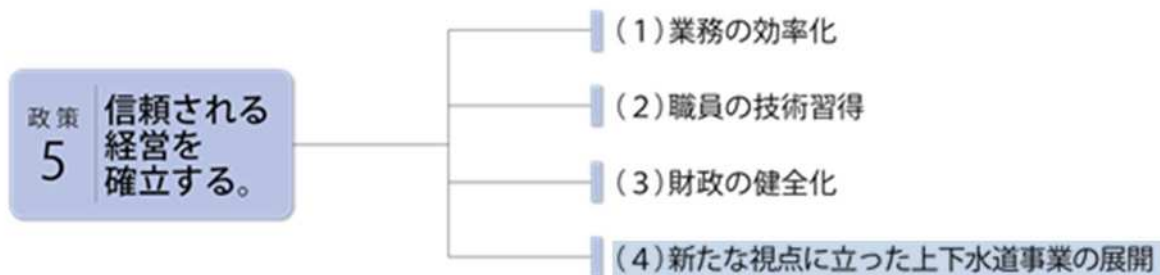 政策
5
信頼される
経営を
確立する。
(1)業務の効率化
(2)職員の技術習得
(3)財政の健全化
(4)新たな視点に立った上下水道事業の展開